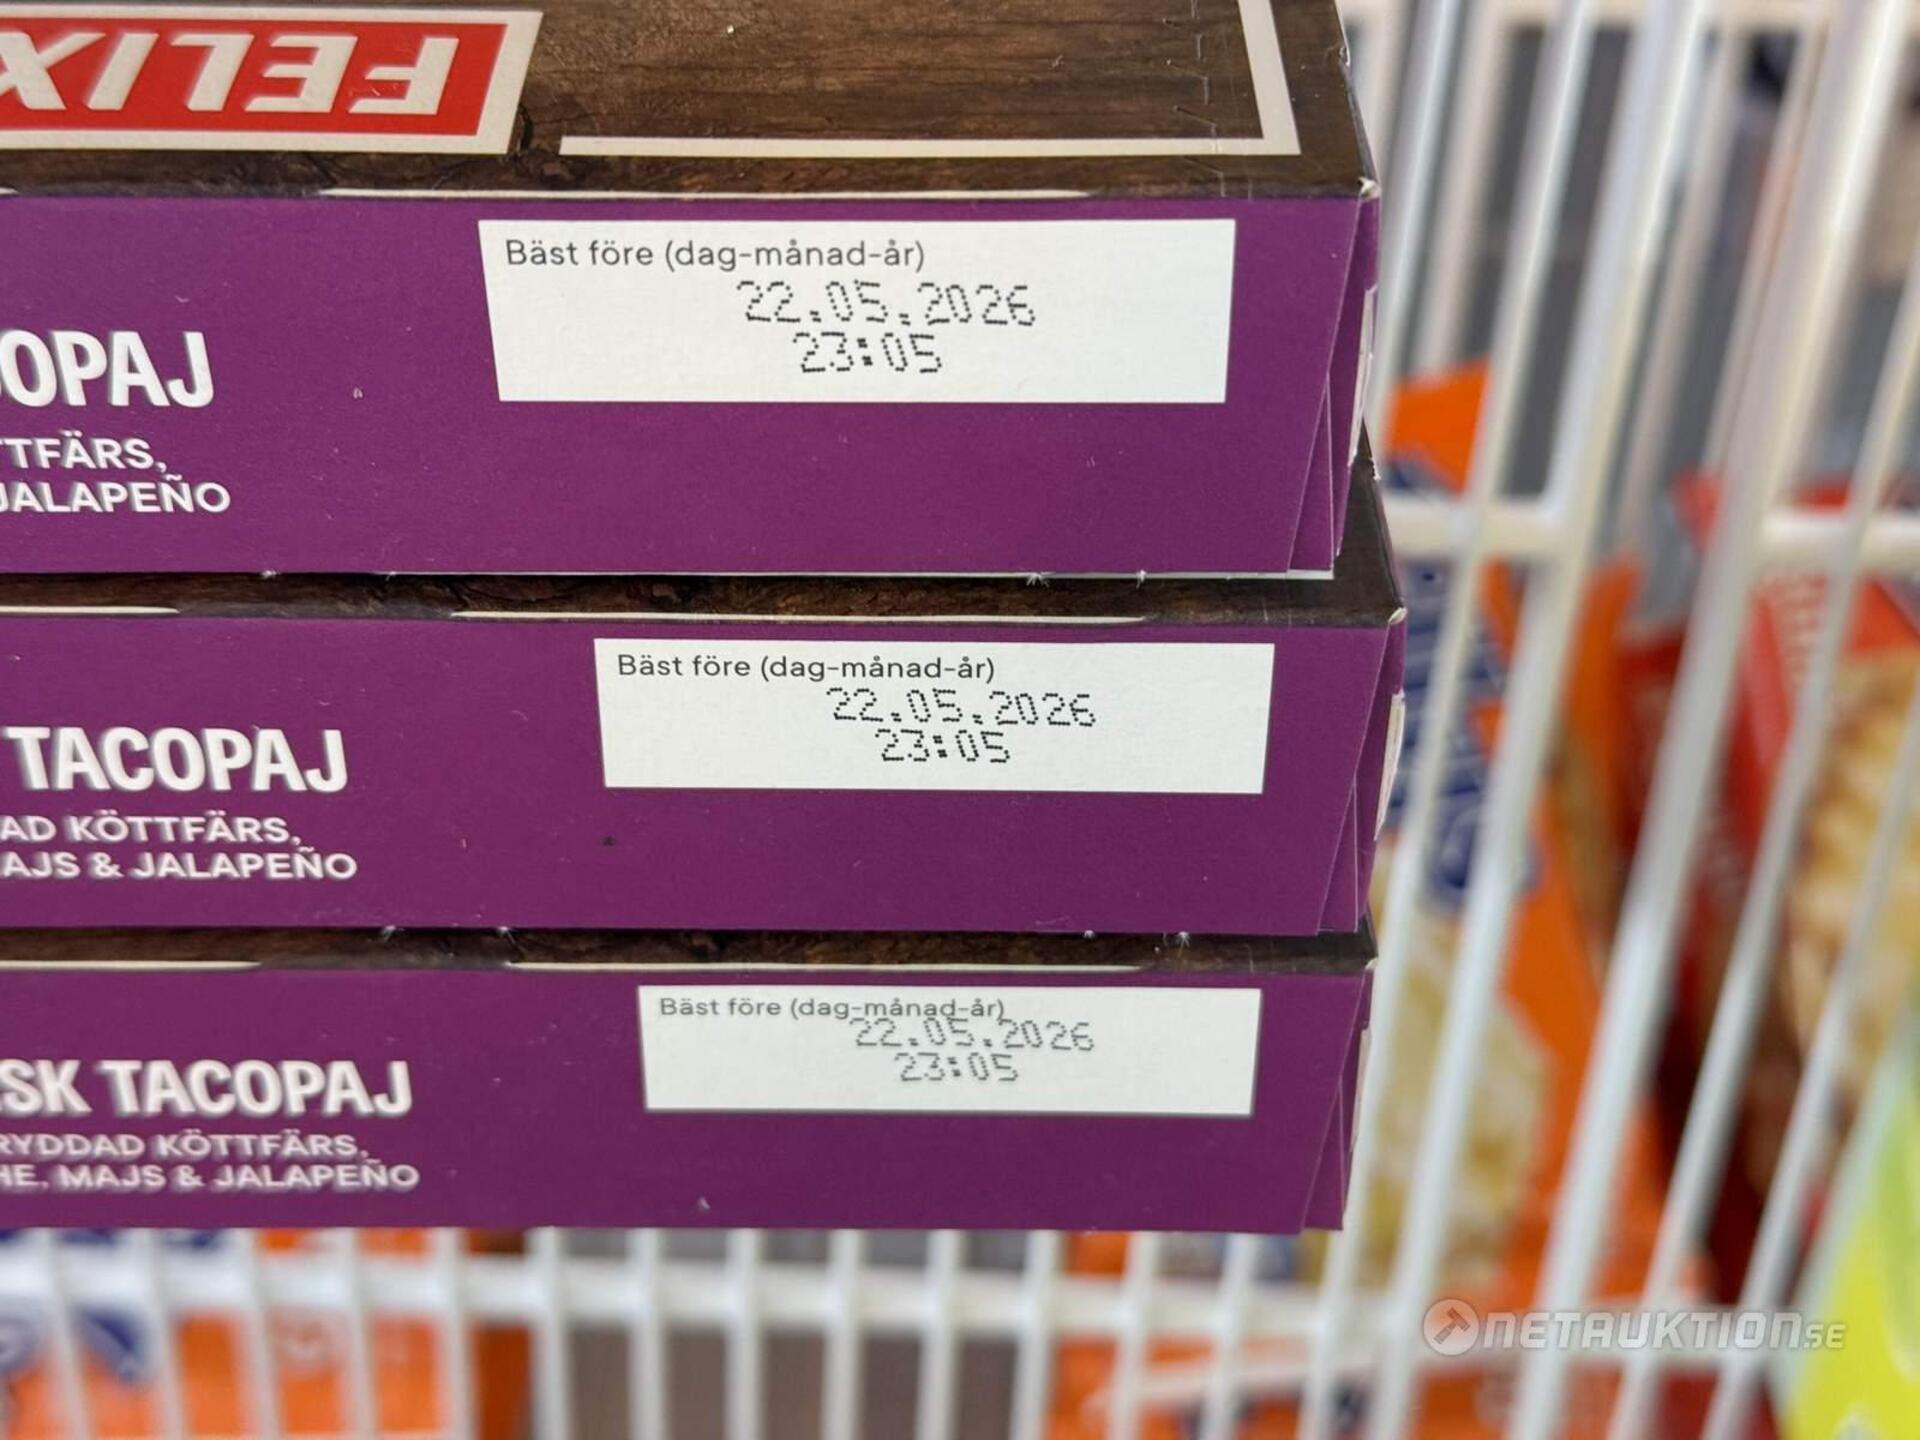 FELIX
Bäst före (dag-månad-år)
22.05.2026
23:05
OPAJ
TTFÄRS,
JALAPEÑO
Bäst före (dag-månad-år)
22.05.2026
23:05
TACOPAJ
AD KÖTTFÄRS,
AJS & JALAPEÑO
Bäst före (dag-månad-år)
22.05.2026
23:05
SK TACOPAJ
RYDDAD KÖTTFÄRS,
HE, MAJS & JALAPEÑO
NETAUKTION.SE